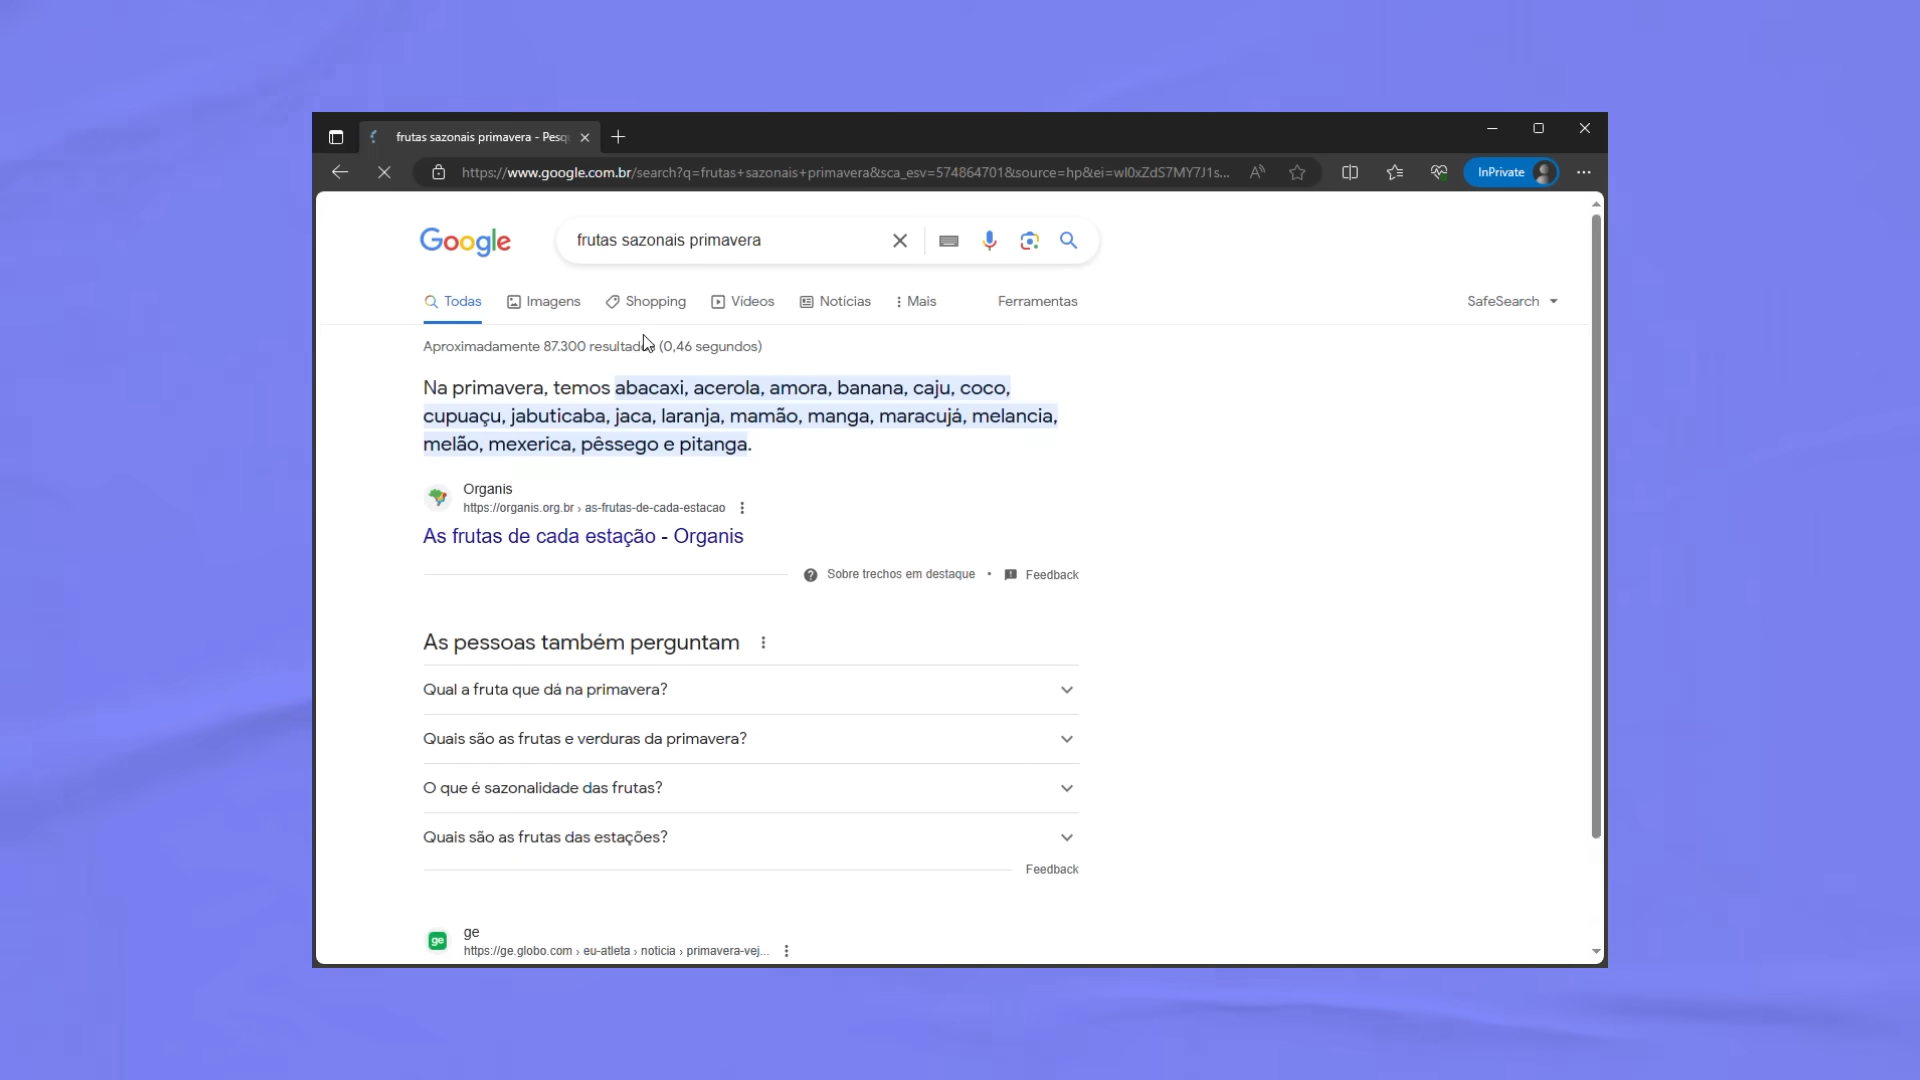 frutas sazonais primavera - Pesq
https://www.google.com.br/search?q=frutas+sazonais+primavera&sca_esv=574864701&source=hp&ei=wl0xZdS7MY7J1s...
InPrivate
Google
frutas sazonais primavera
Todas
Imagens
Shopping
Vídeos
Notícias
Mais
Ferramentas
SafeSearch
Aproximadamente 87.300 resultados (0,46 segundos)
Na primavera, temos abacaxi, acerola, amora, banana, caju, coco,
cupuaçu, jabuticaba, jaca, laranja, mamão, manga, maracujá, melancia,
melão, mexerica, pêssego e pitanga.
Organis
https://organis.org.br › as-frutas-de-cada-estacao
As frutas de cada estação - Organis
Sobre trechos em destaque • Feedback
As pessoas também perguntam
Qual a fruta que dá na primavera?
Quais são as frutas e verduras da primavera?
O que é sazonalidade das frutas?
Quais são as frutas das estações?
Feedback
ge
ge
https://ge.globo.com › eu-atleta › noticia › primavera-vej...